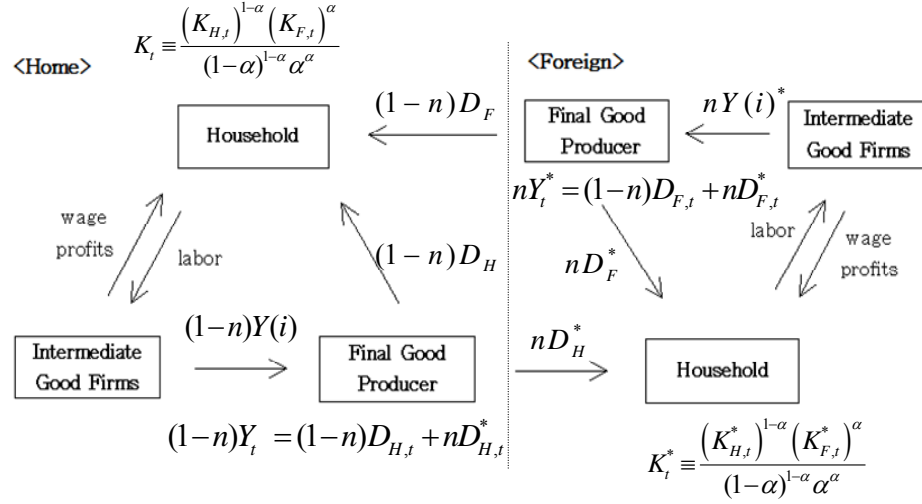 K_t ≡ \frac{(K_{H,t})^{1-α} (K_{F,t})^{α}}{(1-α)^{1-α} α^{α}}
<Home>
<Foreign>
Household
(1-n)D_F
Final Good
Producer
nY(i)^*
Intermediate
Good Firms
nY_t^* = (1-n)D_{F,t} + nD_{F,t}^*
wage
profits
labor
(1-n)D_H
nD_F^*
labor
wage
profits
Intermediate
Good Firms
(1-n)Y(i)
Final Good
Producer
nD_H^*
Household
(1-n)Y_t = (1-n)D_{H,t} + nD_{H,t}^*
K_t^* ≡ \frac{(K_{H,t}^*)^{1-α} (K_{F,t}^*)^{α}}{(1-α)^{1-α} α^{α}}